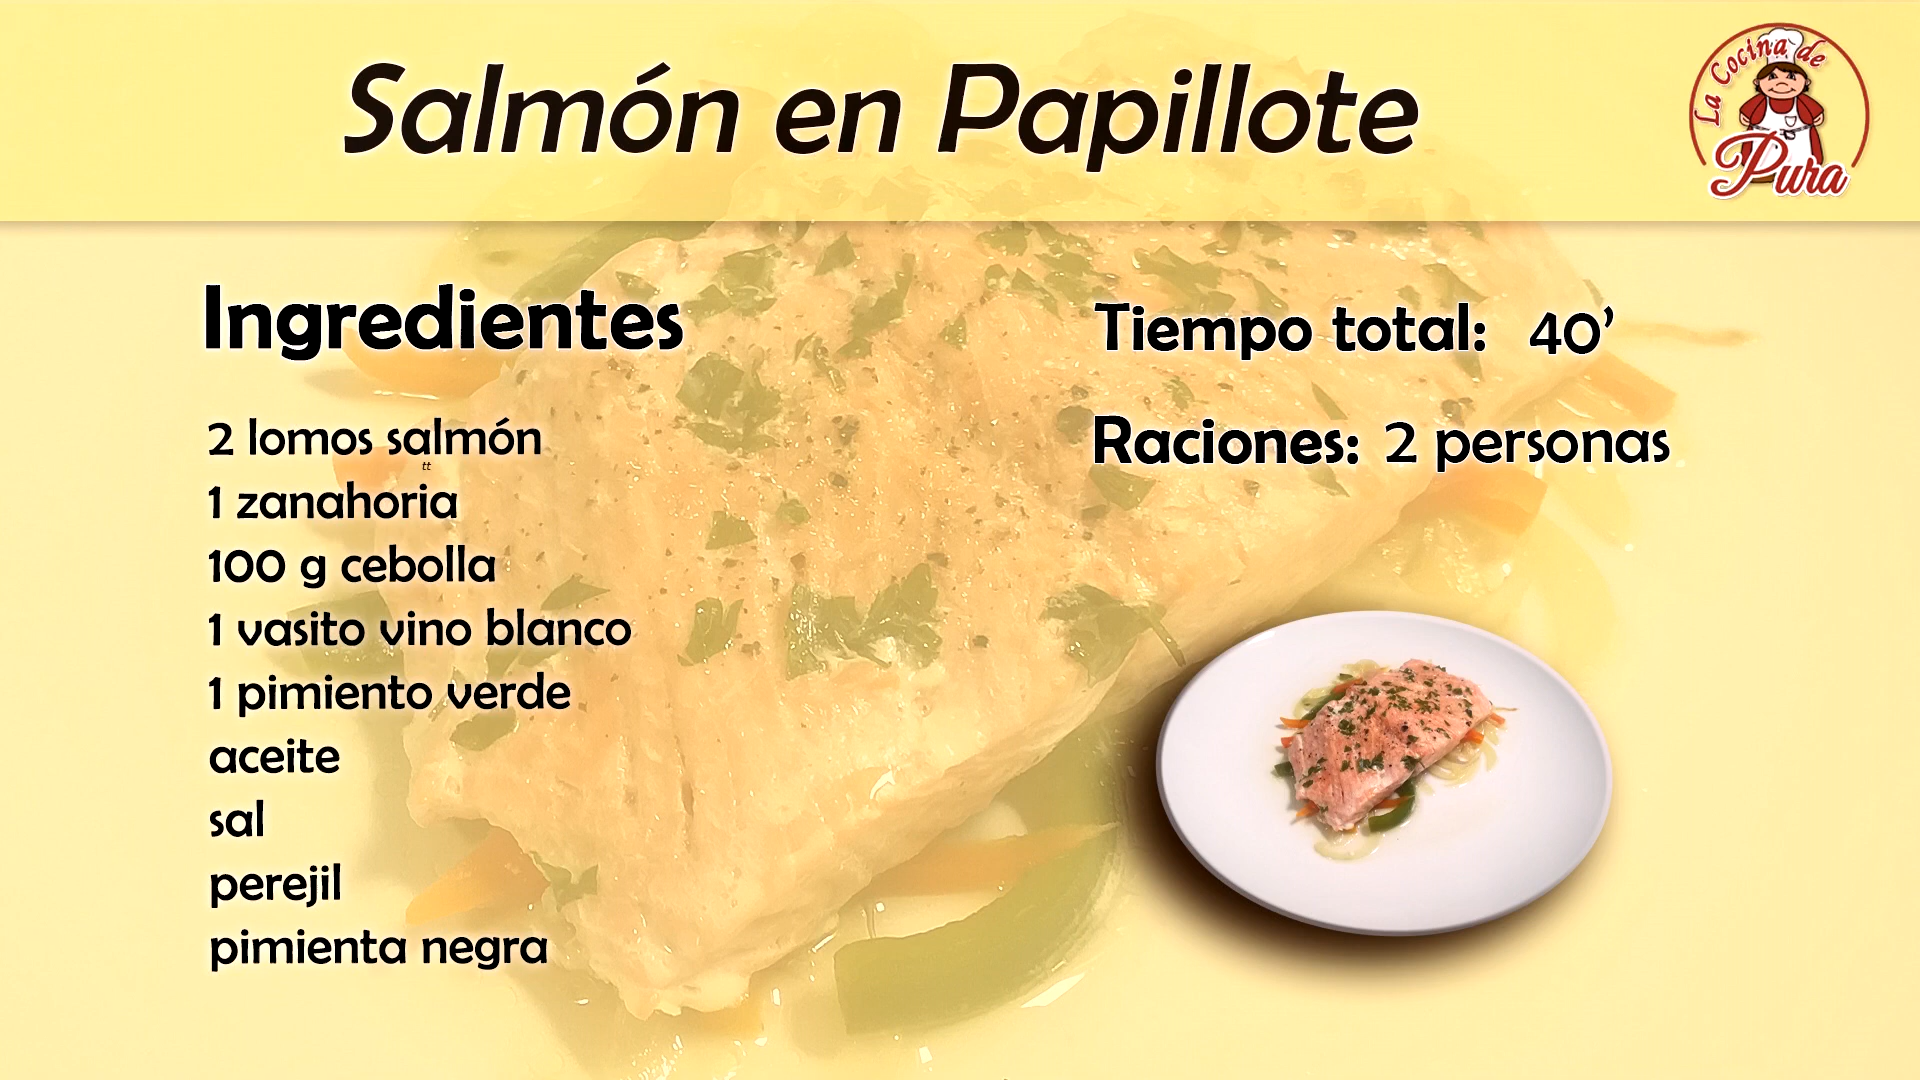 Salmón en Papillote
La Cocina de
Pura
Ingredientes
2 lomos salmón
tt
1 zanahoria
100 g cebolla
1 vasito vino blanco
1 pimiento verde
aceite
sal
perejil
pimienta negra
Tiempo total: 40’
Raciones: 2 personas